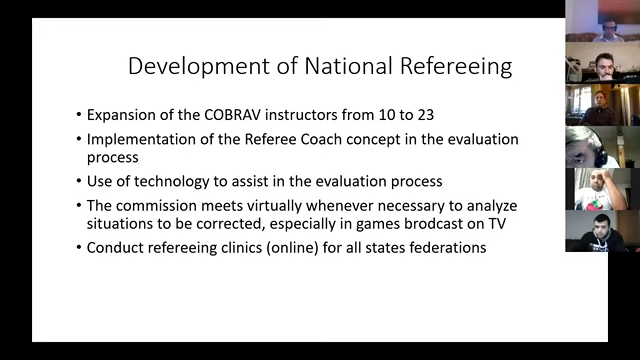 Development of National Refereeing
• Expansion of the COBRAV instructors from 10 to 23
• Implementation of the Referee Coach concept in the evaluation
process
• Use of technology to assist in the evaluation process
• The commission meets virtually whenever necessary to analyze
situations to be corrected, especially in games brodcast on TV
• Conduct refereeing clinics (online) for all states federations